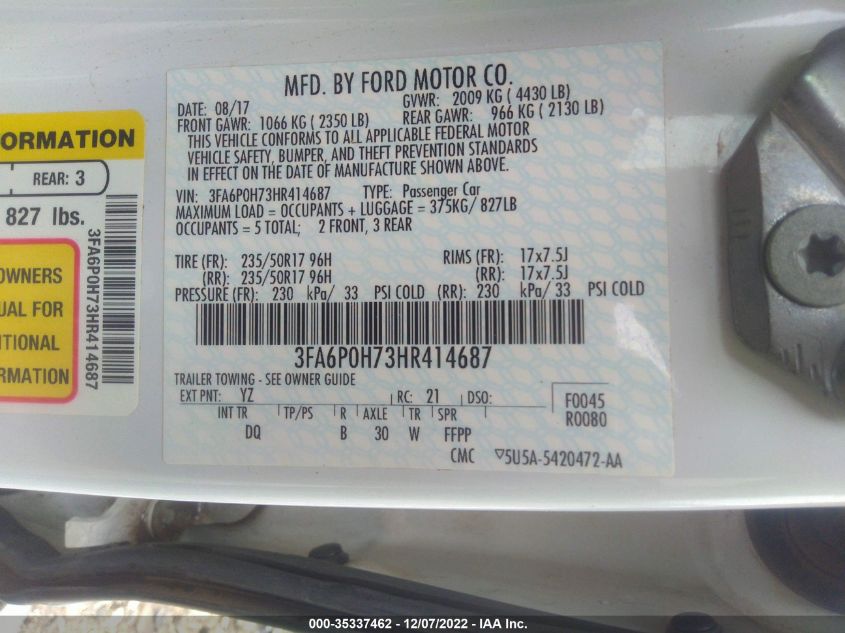 MFD. BY FORD MOTOR CO.
DATE: 08/17 GVWR: 2009 KG ( 4430 LB)
FRONT GAWR: 1066 KG ( 2350 LB) REAR GAWR: 966 KG ( 2130 LB)
THIS VEHICLE CONFORMS TO ALL APPLICABLE FEDERAL MOTOR
VEHICLE SAFETY, BUMPER, AND THEFT PREVENTION STANDARDS
IN EFFECT ON THE DATE OF MANUFACTURE SHOWN ABOVE.
VIN: 3FA6P0H73HR414687 TYPE: Passenger Car
MAXIMUM LOAD = OCCUPANTS + LUGGAGE = 375KG/ 827LB
OCCUPANTS = 5 TOTAL; 2 FRONT, 3 REAR
TIRE (FR): 235/50R17 96H RIMS (FR): 17x7.5J
(RR): 235/50R17 96H (RR): 17x7.5J
PRESSURE (FR): 230 kPa/ 33 PSI COLD (RR): 230 kPa/ 33 PSI COLD
3FA6P0H73HR414687
TRAILER TOWING - SEE OWNER GUIDE
EXT PNT: YZ RC: 21 DSO:
F0045
R0080
INT TR TP/PS R AXLE TR SPR
DQ B 30 W FFPP
CMC ▽5U5A-5420472-AA
FORMATION
REAR: 3
827 lbs.
OWNERS
UAL FOR
ITIONAL
RMATION
3FA6P0H73HR414687
000-35337462 - 12/07/2022 - IAA Inc.